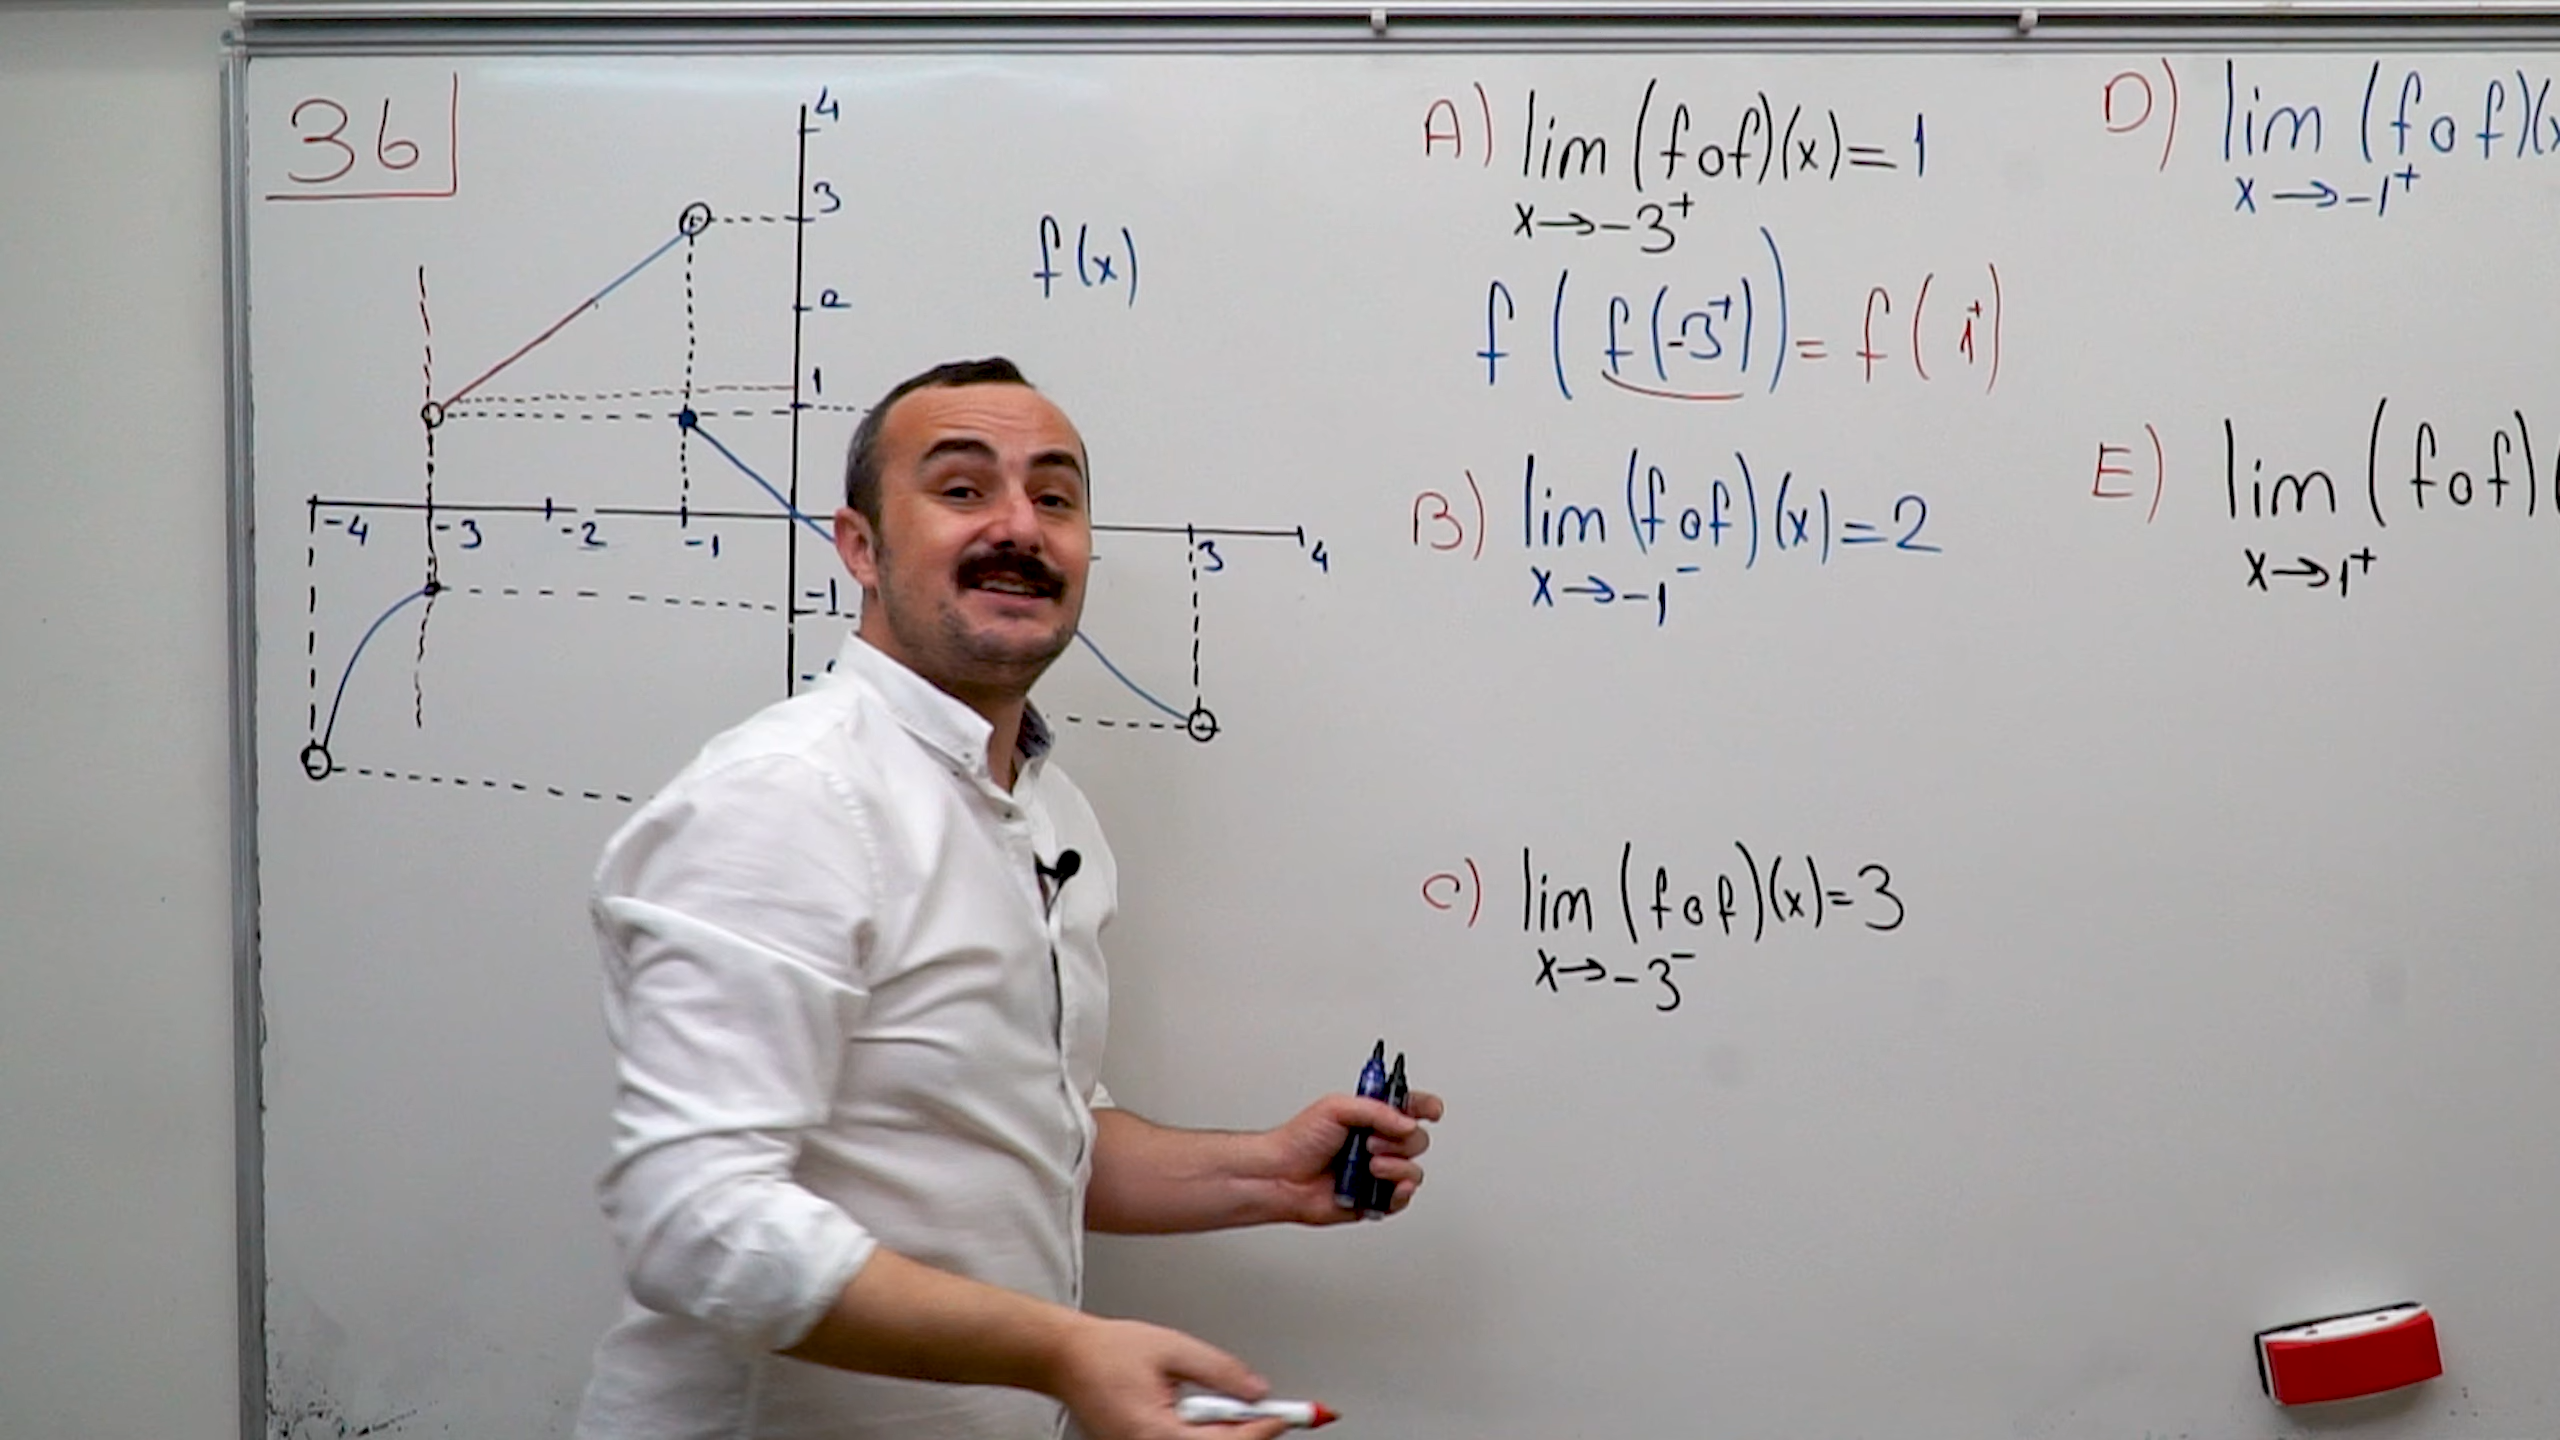 36
4
3
2
1
f(x)
-4 -3 -2 -1 3 4
-1
A) lim (fof)(x) = 1
x→-3⁺
f(f(-3⁺)) = f(1⁺)
B) lim (fof)(x) = 2
x→-1⁻
C) lim (fof)(x) = 3
x→-3⁻
D) lim (fof)(x
x→-1⁺
E) lim (fof)(
x→1⁺